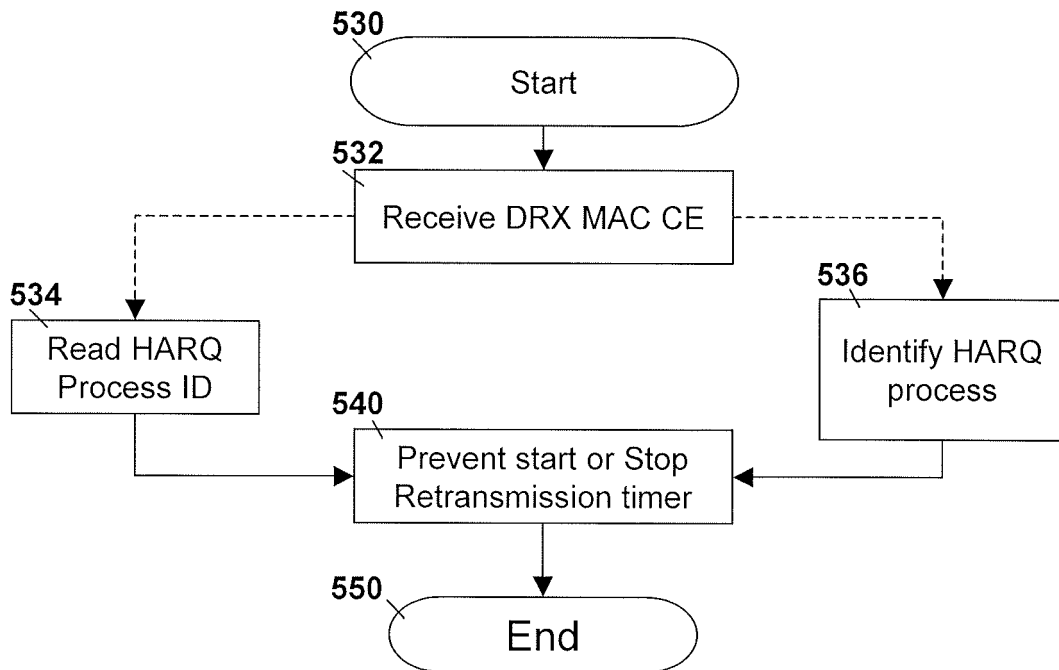 530
Start
532
Receive DRX MAC CE
534
Read HARQ
Process ID
536
Identify HARQ
process
540
Prevent start or Stop
Retransmission timer
550
End